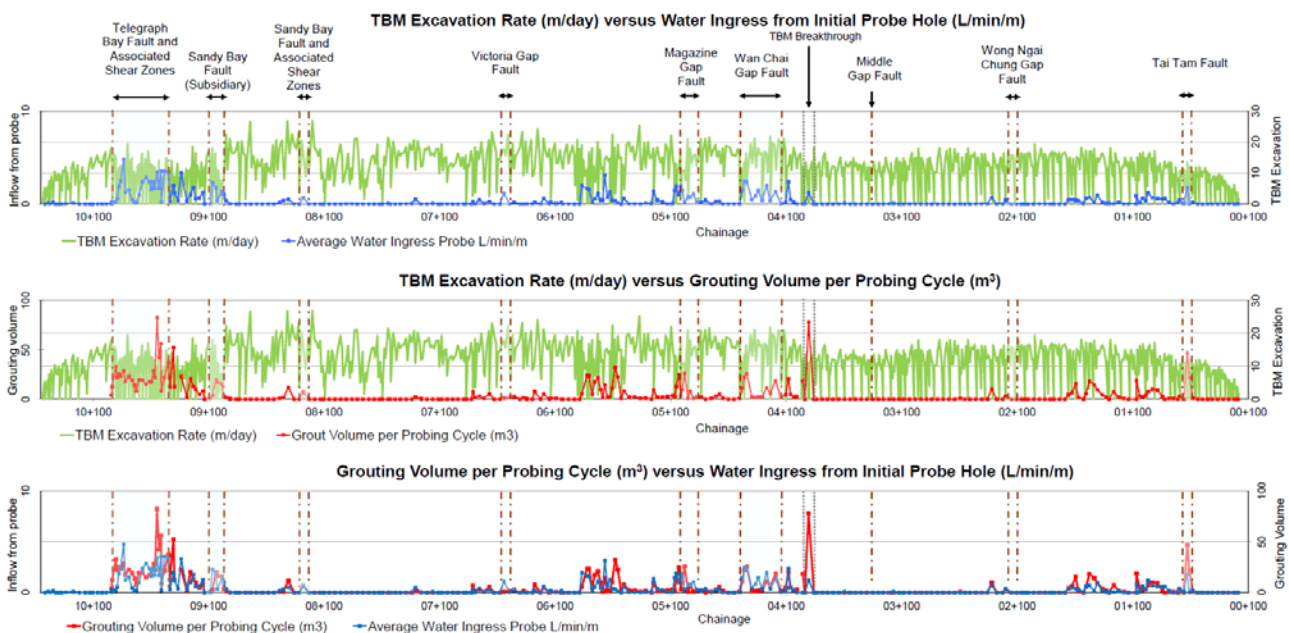 TBM Excavation Rate (m/day) versus Water Ingress from Initial Probe Hole (L/min/m)
Telegraph
Bay Fault and
Associated
Shear Zones
Sandy Bay
Fault
(Subsidiary)
Sandy Bay
Fault and
Associated
Shear
Zones
Victoria Gap
Fault
Magazine
Gap
Fault
Wan Chai
Gap Fault
TBM Breakthrough
Middle
Gap Fault
Wong Ngai
Chung Gap
Fault
Tai Tam Fault
Inflow from probe
10
0
30
20
10
0
TBM Excavation
10+100
09+100
08+100
07+100
06+100
05+100
04+100
03+100
02+100
01+100
00+100
Chainage
TBM Excavation Rate (m/day)
Average Water Ingress Probe L/min/m
TBM Excavation Rate (m/day) versus Grouting Volume per Probing Cycle (m³)
Grouting volume
100
50
0
30
20
10
0
TBM Excavation
10+100
09+100
08+100
07+100
06+100
05+100
04+100
03+100
02+100
01+100
00+100
Chainage
TBM Excavation Rate (m/day)
Grout Volume per Probing Cycle (m3)
Grouting Volume per Probing Cycle (m³) versus Water Ingress from Initial Probe Hole (L/min/m)
Inflow from probe
10
0
100
50
0
Grouting Volume
10+100
09+100
08+100
07+100
06+100
05+100
04+100
03+100
02+100
01+100
00+100
Chainage
Grouting Volume per Probing Cycle (m3)
Average Water Ingress Probe L/min/m